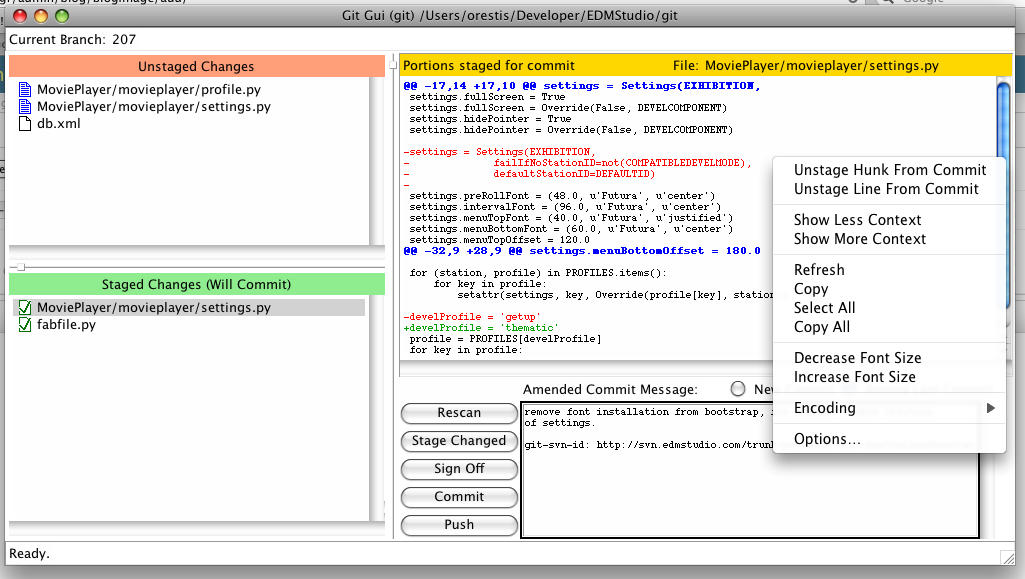 Git Gui (git) /Users/orestis/Developer/EDMStudio/git
Current Branch: 207
Unstaged Changes
MoviePlayer/movieplayer/profile.py
MoviePlayer/movieplayer/settings.py
db.xml
Staged Changes (Will Commit)
MoviePlayer/movieplayer/settings.py
fabfile.py
Portions staged for commit File: MoviePlayer/movieplayer/settings.py
@@ -17,14 +17,10 @@ settings = Settings(EXHIBITION,
settings.fullScreen = True
settings.fullScreen = Override(False, DEVELCOMPONENT)
settings.hidePointer = True
settings.hidePointer = Override(False, DEVELCOMPONENT)
-settings = Settings(EXHIBITION,
- failIfNoStationID=not(COMPATIBLEDEVELMODE),
- defaultStationID=DEFAULTID)
-
settings.preRollFont = (48.0, u'Futura', u'center')
settings.intervalFont = (96.0, u'Futura', u'center')
settings.menuTopFont = (40.0, u'Futura', u'justified')
settings.menuBottomFont = (60.0, u'Futura', u'center')
settings.menuTopOffset = 120.0
@@ -32,9 +28,9 @@ settings.menuBottomOffset = 180.0
for (station, profile) in PROFILES.items():
for key in profile:
setattr(settings, key, Override(profile[key], station
-develProfile = 'getup'
+develProfile = 'thematic'
profile = PROFILES[develProfile]
for key in profile:
Unstage Hunk From Commit
Unstage Line From Commit
Show Less Context
Show More Context
Refresh
Copy
Select All
Copy All
Decrease Font Size
Increase Font Size
Encoding
Options...
Amended Commit Message:
Rescan
Stage Changed
Sign Off
Commit
Push
remove font installation from bootstrap,
of settings.
git-svn-id: http://svn.edmstudio.com/trun
Ready.